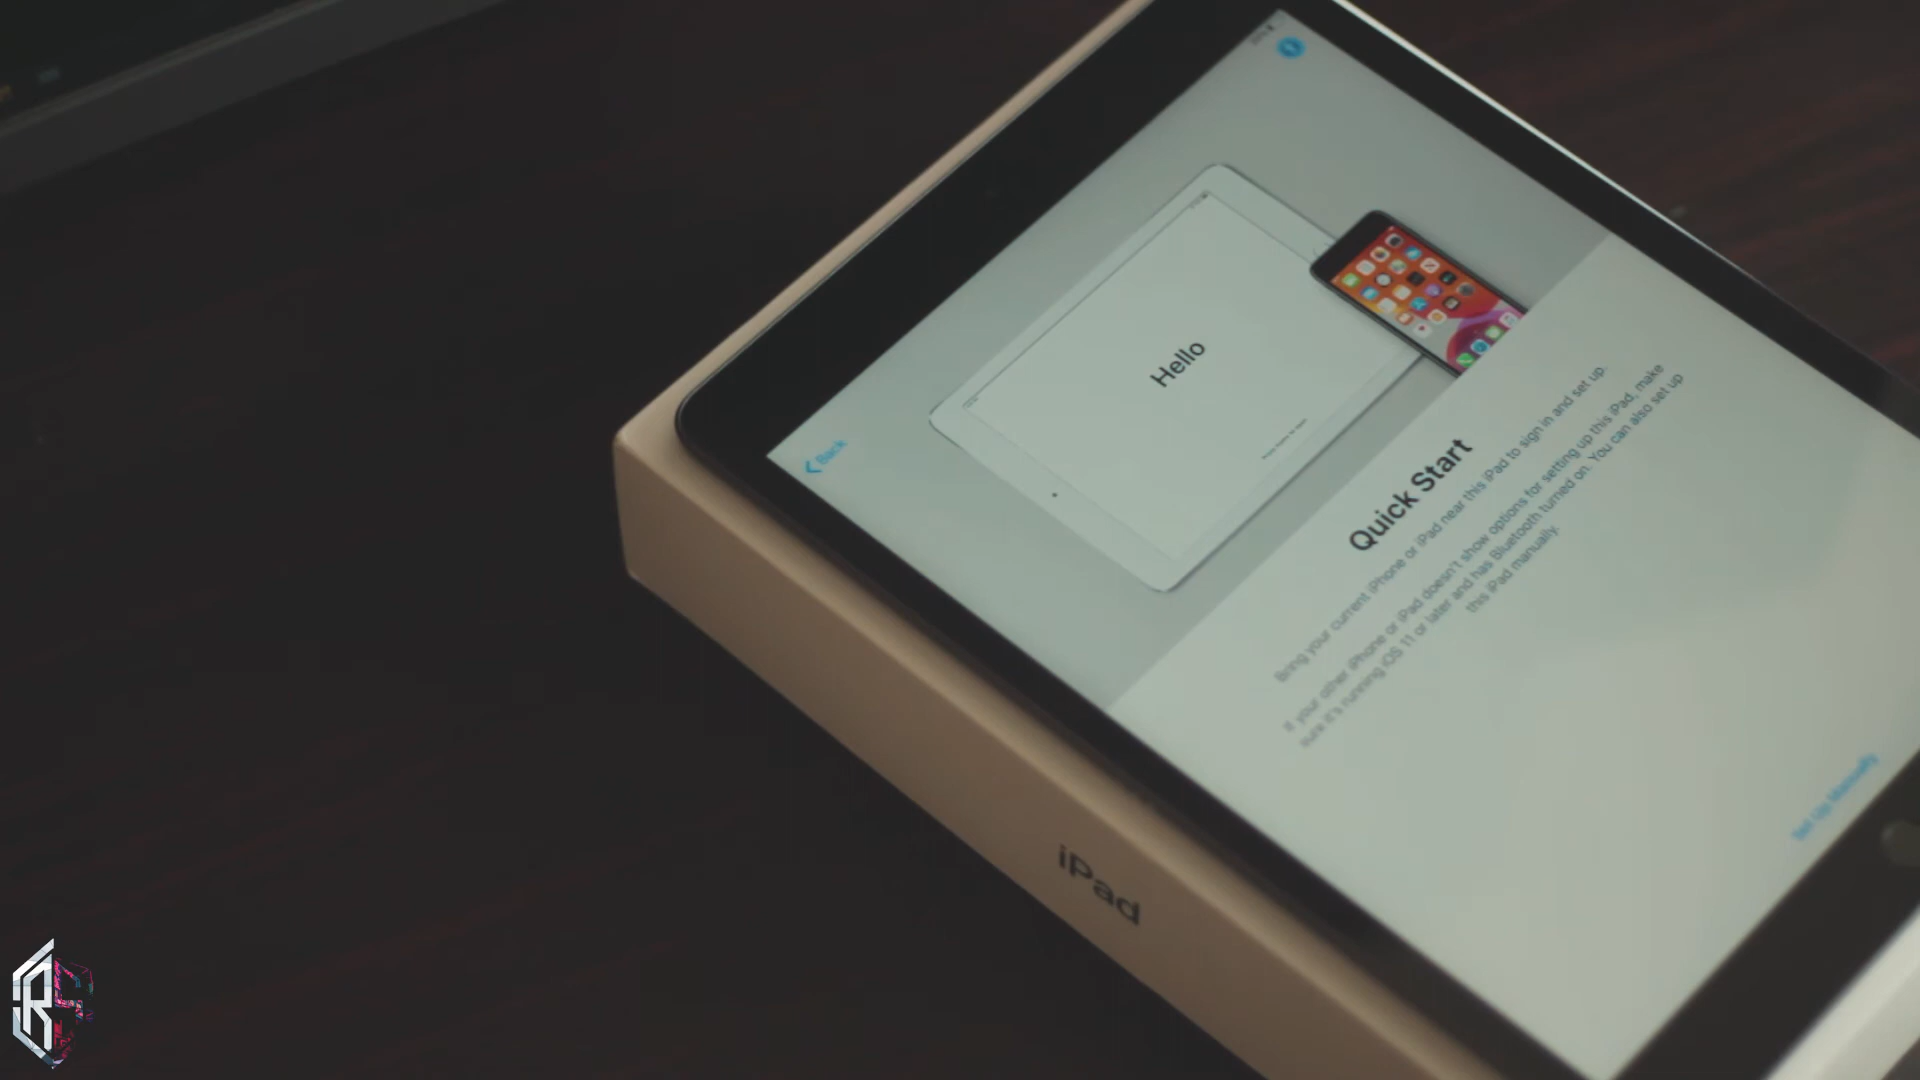 Back
Hello
Quick Start
Bring your current iPhone or iPad near this iPad to sign in and set up.
If your other iPhone or iPad doesn't show options for setting up this iPad, make
sure it's running iOS 11 or later and has Bluetooth turned on. You can also set up
this iPad manually.
Set Up Manually
iPad